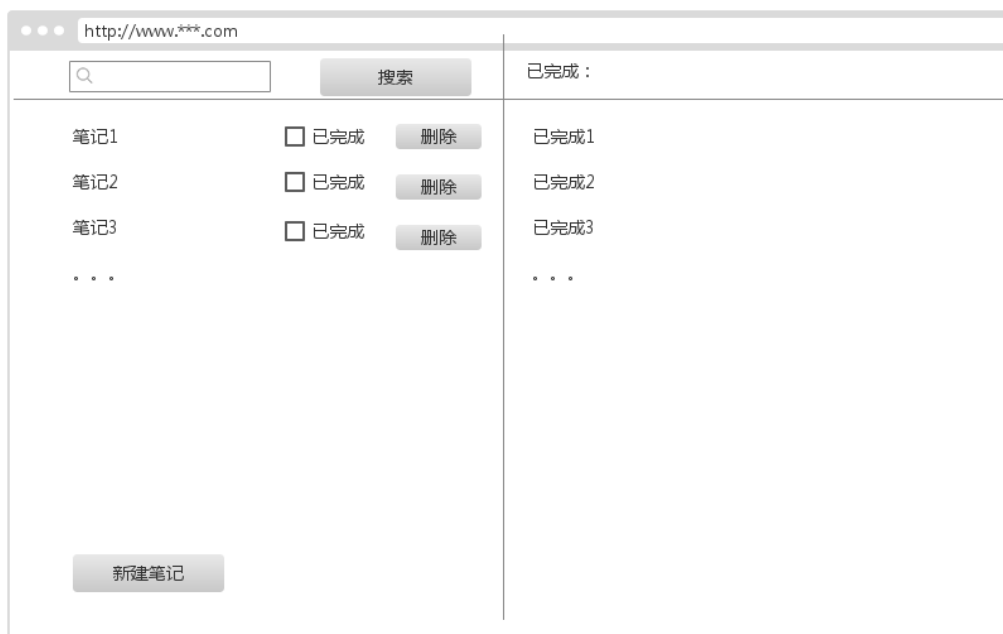 http://www.***.com
搜索
已完成：
笔记1 已完成 删除 已完成1
笔记2 已完成 删除 已完成2
笔记3 已完成 删除 已完成3
。。。 。。。
新建笔记